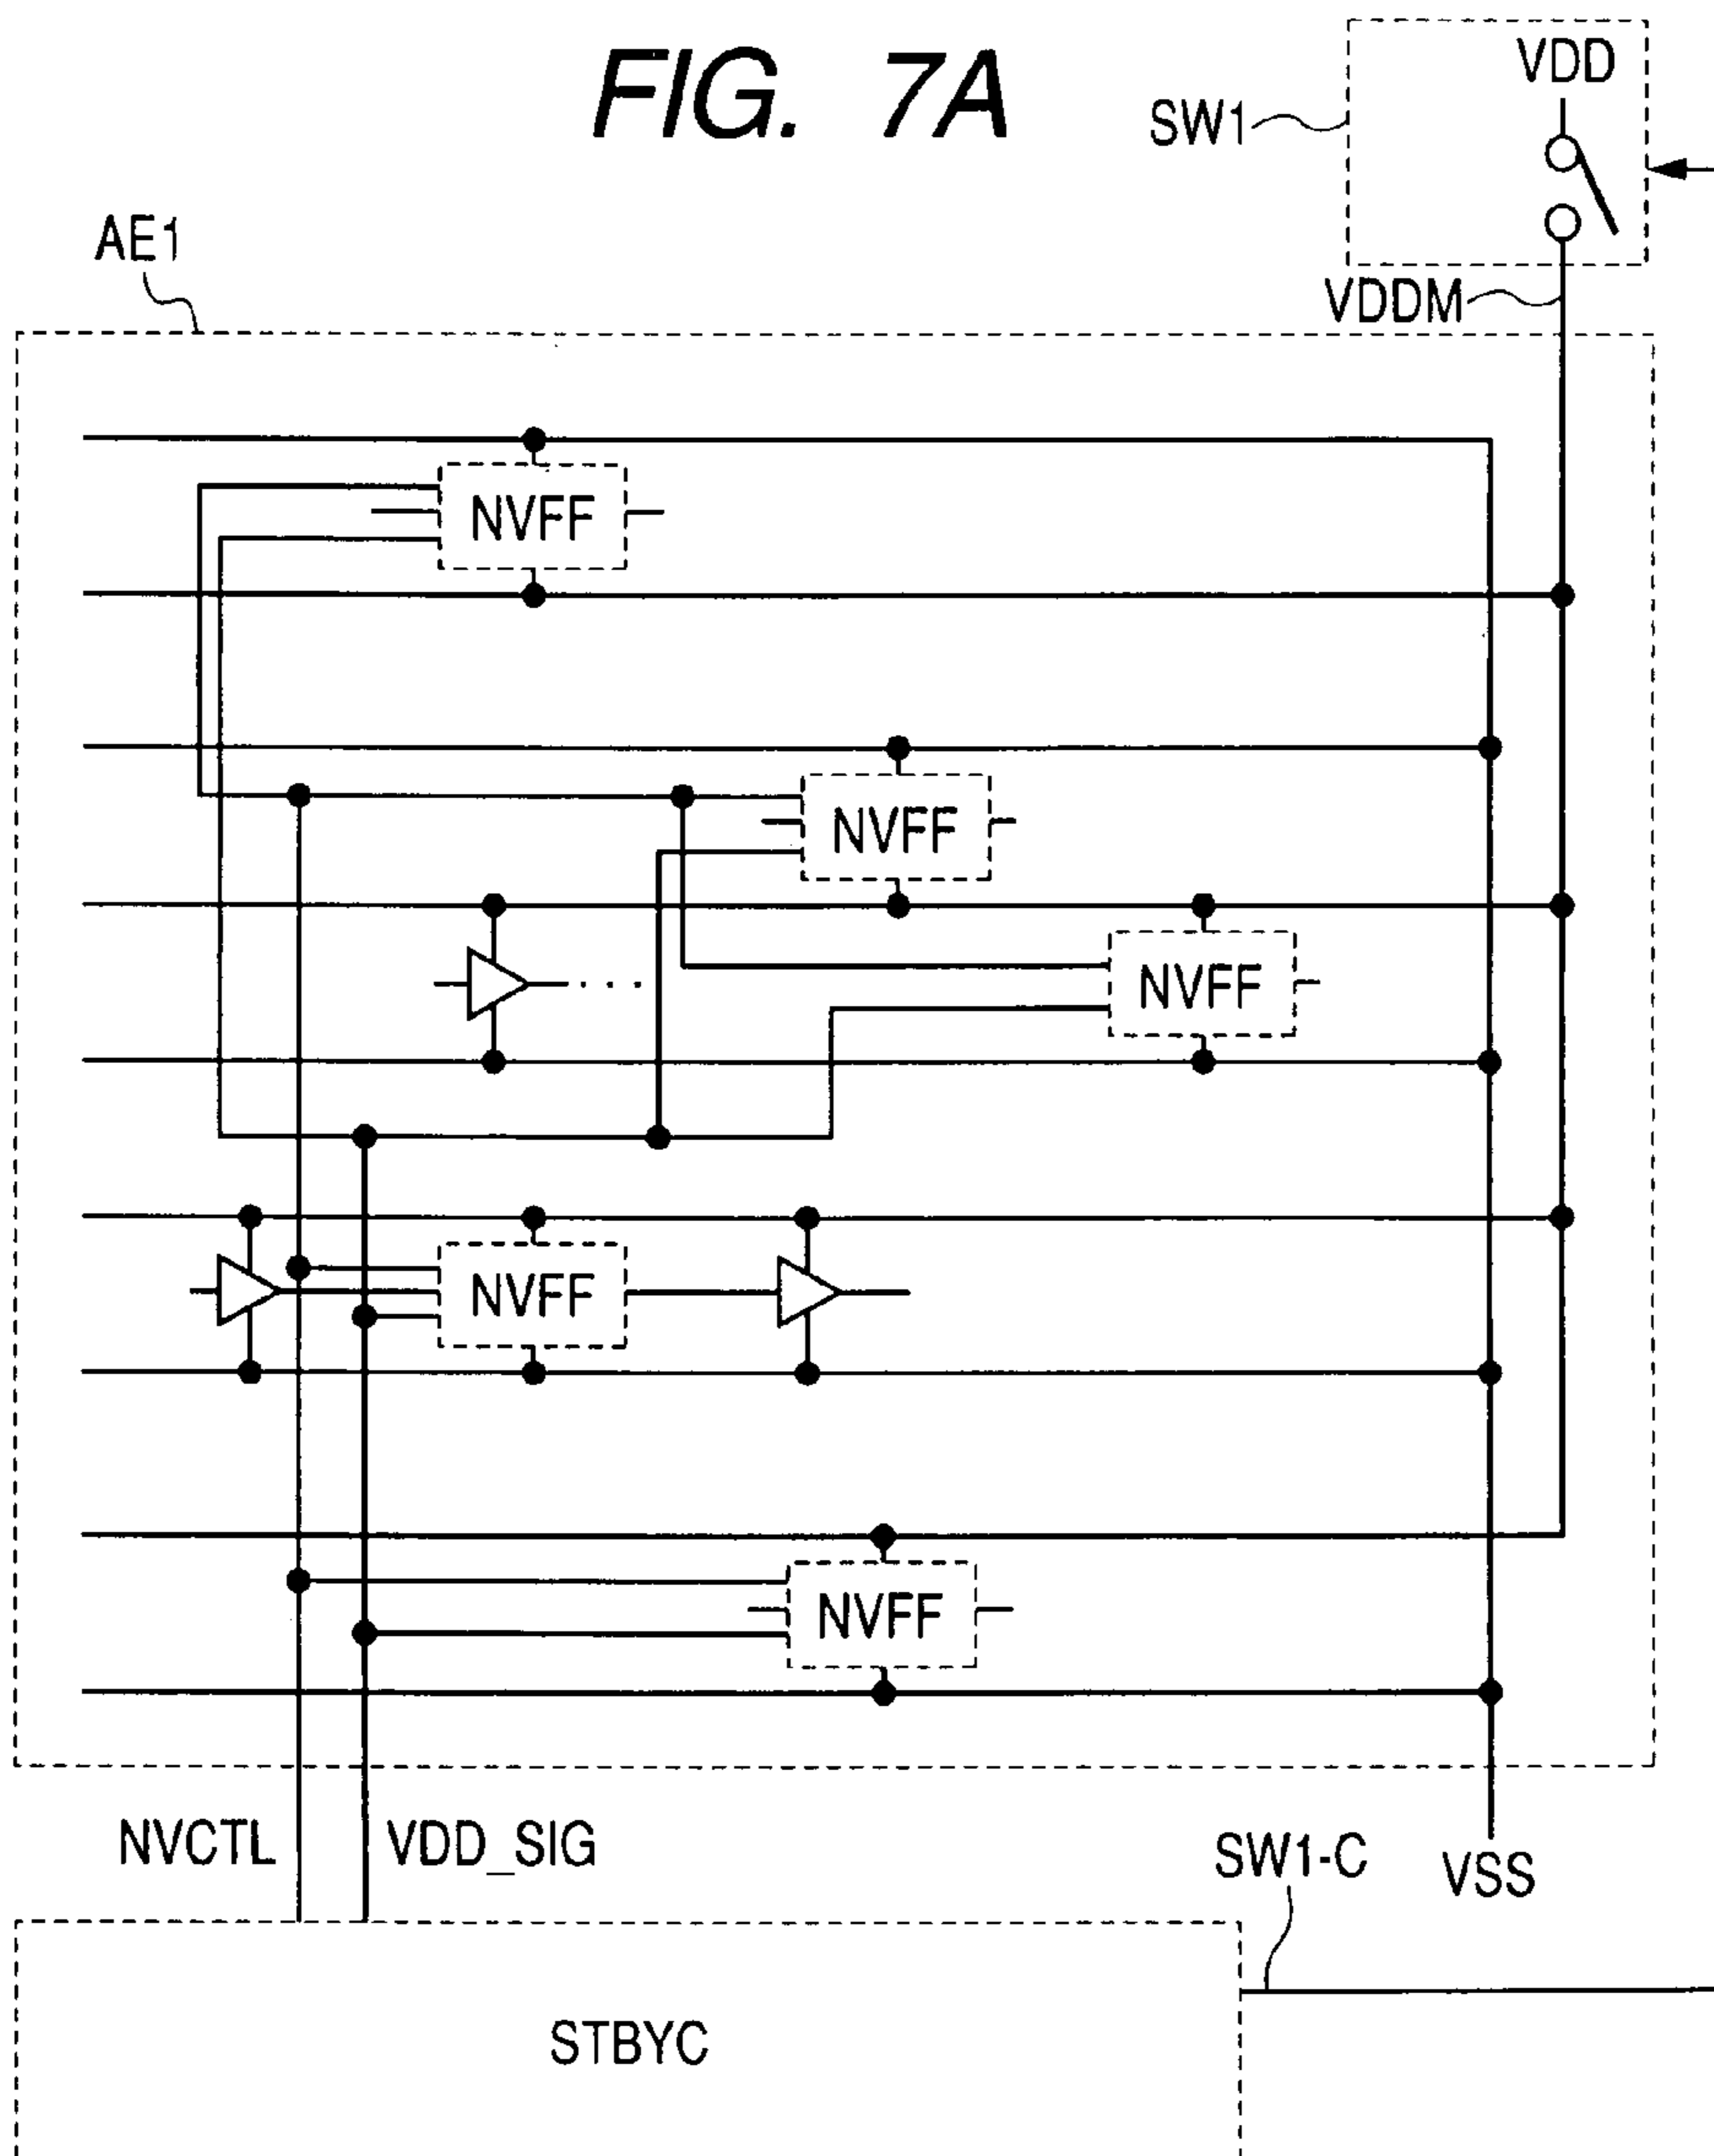 FIG. 7A
VDD
SW1
AE1
VDDM
NVFF
NVFF
NVFF
NVFF
NVFF
NVCTL
VDD_SIG
SW1-C
VSS
STBYC